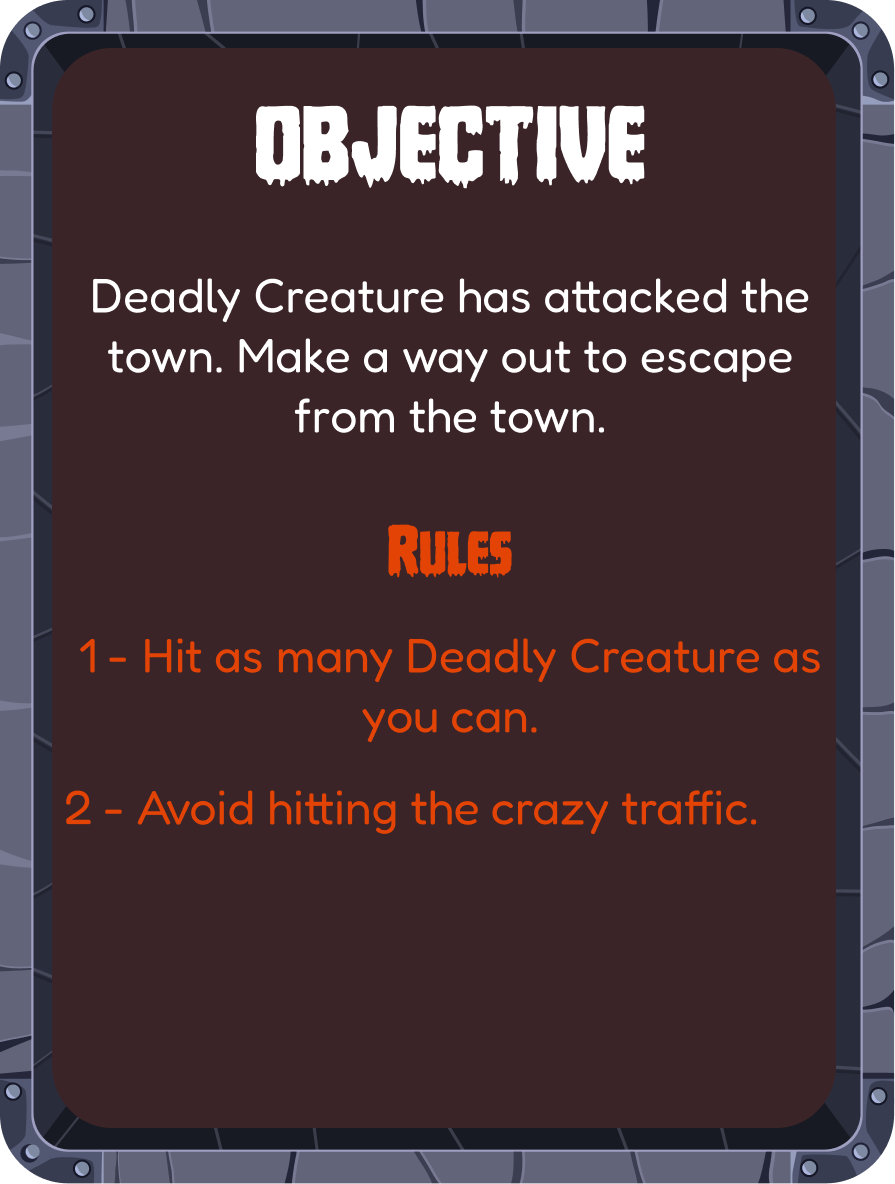 OBJECTIVE
Deadly Creature has attacked the
town. Make a way out to escape
from the town.
Rules
1 - Hit as many Deadly Creature as
you can.
2 - Avoid hitting the crazy traffic.